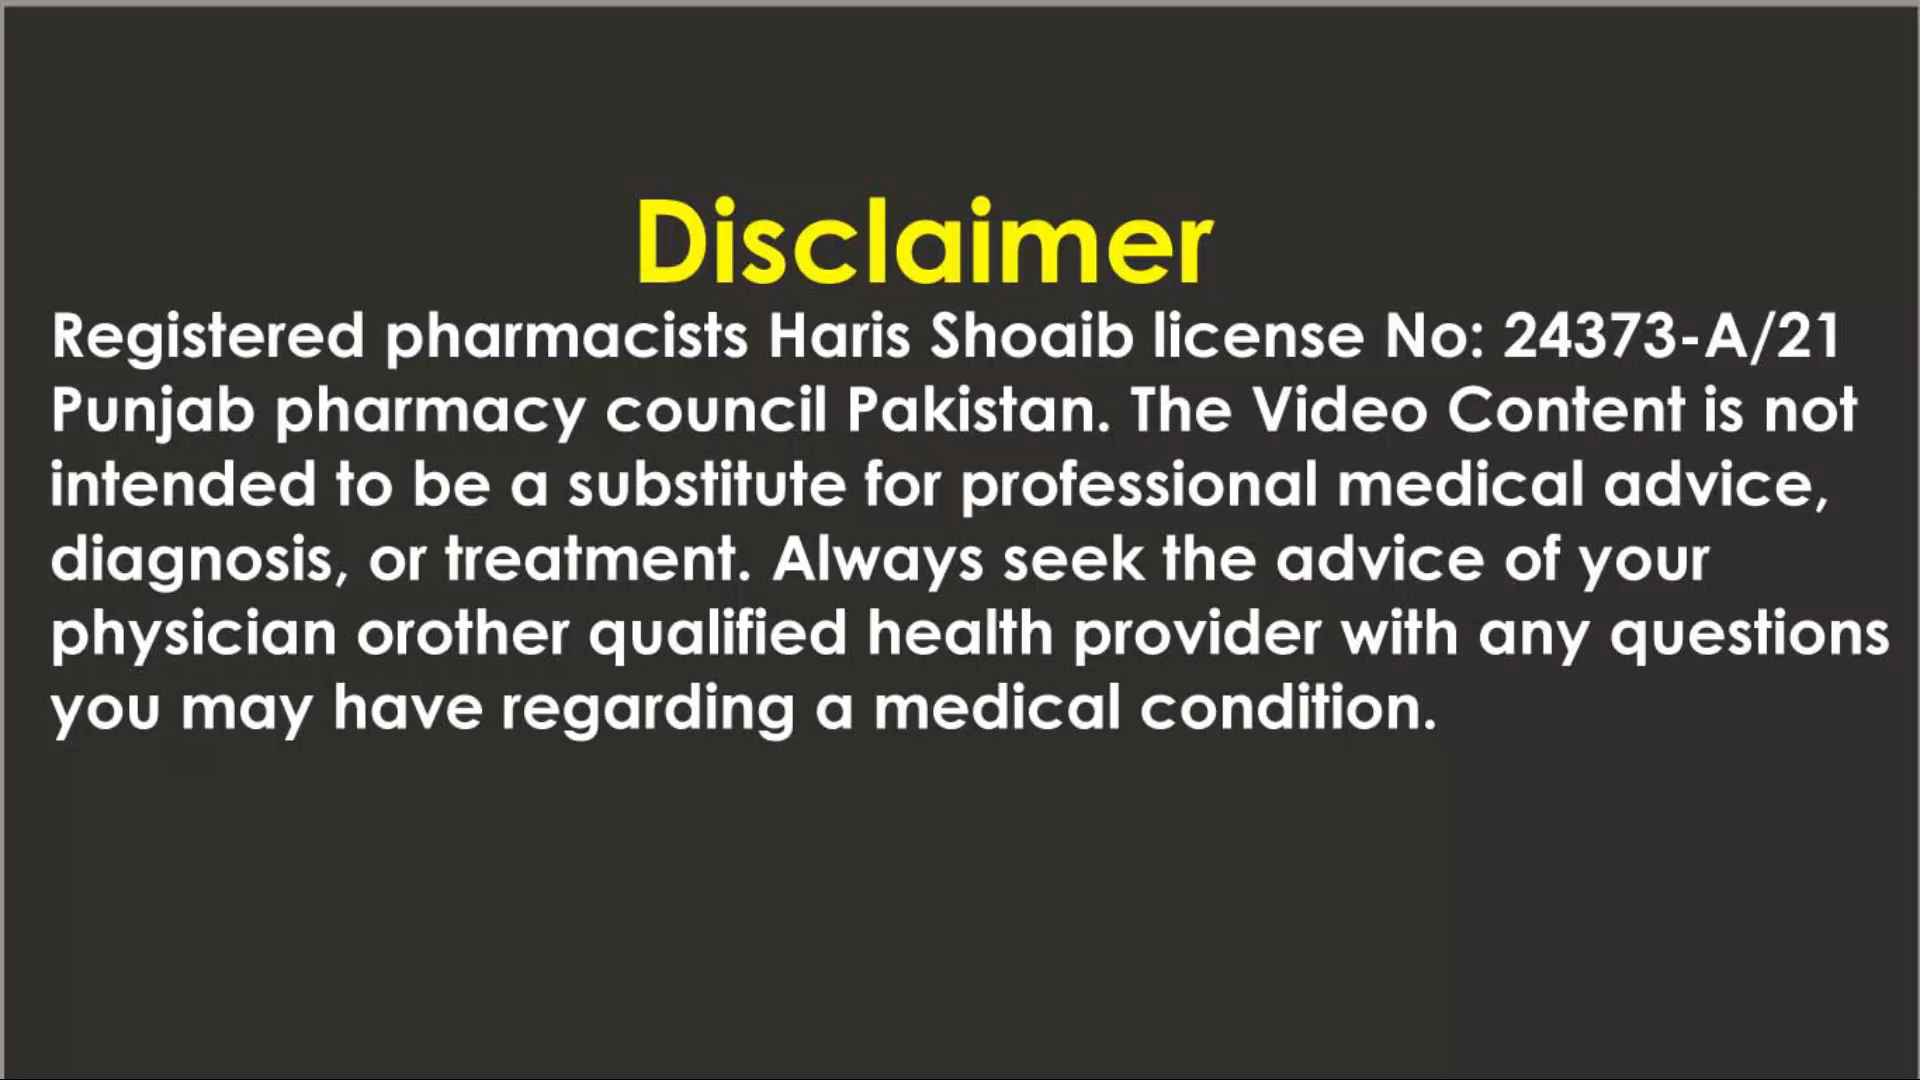 Disclaimer
Registered pharmacists Haris Shoaib license No: 24373-A/21
Punjab pharmacy council Pakistan. The Video Content is not
intended to be a substitute for professional medical advice,
diagnosis, or treatment. Always seek the advice of your
physician orother qualified health provider with any questions
you may have regarding a medical condition.